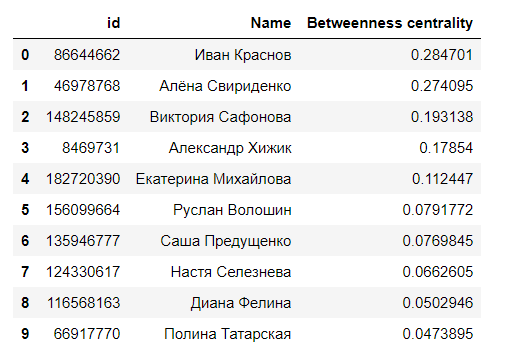 id Name Betweenness centrality
0 86644662 Иван Краснов 0.284701
1 46978768 Алёна Свириденко 0.274095
2 148245859 Виктория Сафонова 0.193138
3 8469731 Александр Хижик 0.17854
4 182720390 Екатерина Михайлова 0.112447
5 156099664 Руслан Волошин 0.0791772
6 135946777 Саша Предущенко 0.0769845
7 124330617 Настя Селезнева 0.0662605
8 116568163 Диана Фелина 0.0502946
9 66917770 Полина Татарская 0.0473895